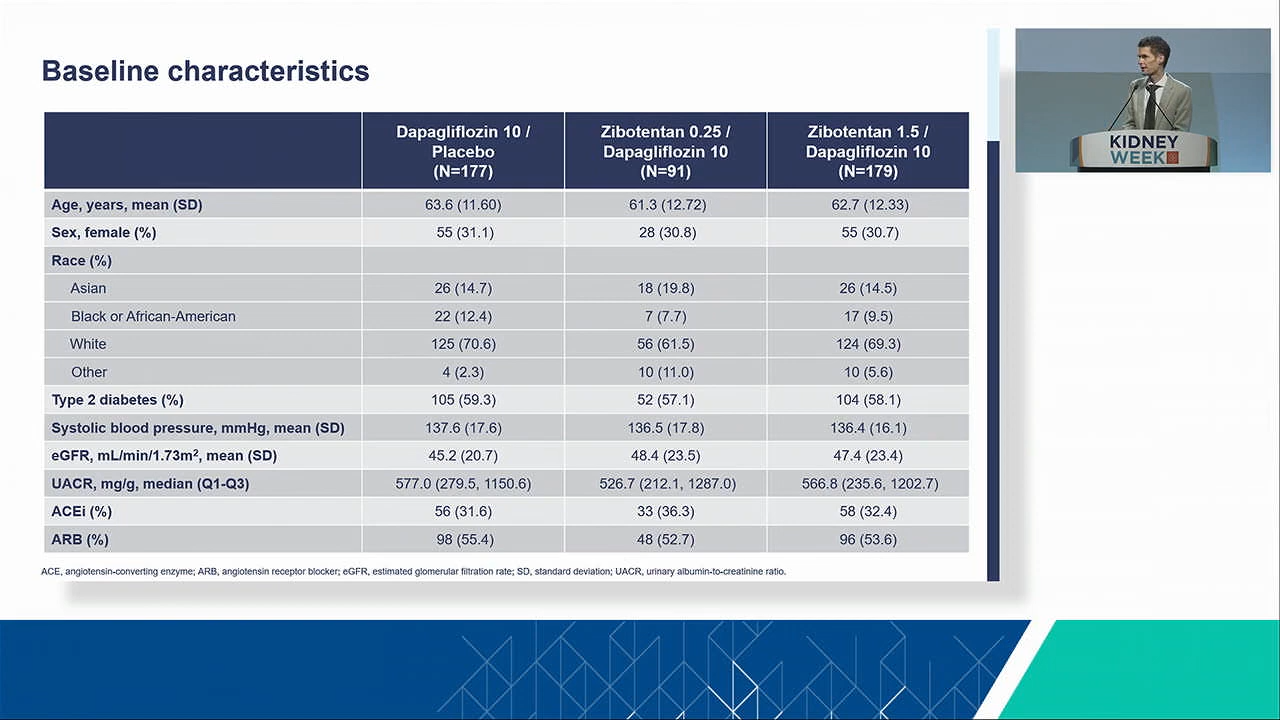 Baseline characteristics
Dapagliflozin 10 /
Placebo
(N=177)
Zibotentan 0.25 /
Dapagliflozin 10
(N=91)
Zibotentan 1.5 /
Dapagliflozin 10
(N=179)
Age, years, mean (SD) 63.6 (11.60) 61.3 (12.72) 62.7 (12.33)
Sex, female (%) 55 (31.1) 28 (30.8) 55 (30.7)
Race (%)
Asian 26 (14.7) 18 (19.8) 26 (14.5)
Black or African-American 22 (12.4) 7 (7.7) 17 (9.5)
White 125 (70.6) 56 (61.5) 124 (69.3)
Other 4 (2.3) 10 (11.0) 10 (5.6)
Type 2 diabetes (%) 105 (59.3) 52 (57.1) 104 (58.1)
Systolic blood pressure, mmHg, mean (SD) 137.6 (17.6) 136.5 (17.8) 136.4 (16.1)
eGFR, mL/min/1.73m², mean (SD) 45.2 (20.7) 48.4 (23.5) 47.4 (23.4)
UACR, mg/g, median (Q1-Q3) 577.0 (279.5, 1150.6) 526.7 (212.1, 1287.0) 566.8 (235.6, 1202.7)
ACEi (%) 56 (31.6) 33 (36.3) 58 (32.4)
ARB (%) 98 (55.4) 48 (52.7) 96 (53.6)
ACE, angiotensin-converting enzyme; ARB, angiotensin receptor blocker; eGFR, estimated glomerular filtration rate; SD, standard deviation; UACR, urinary albumin-to-creatinine ratio.
KIDNEY
WEEK